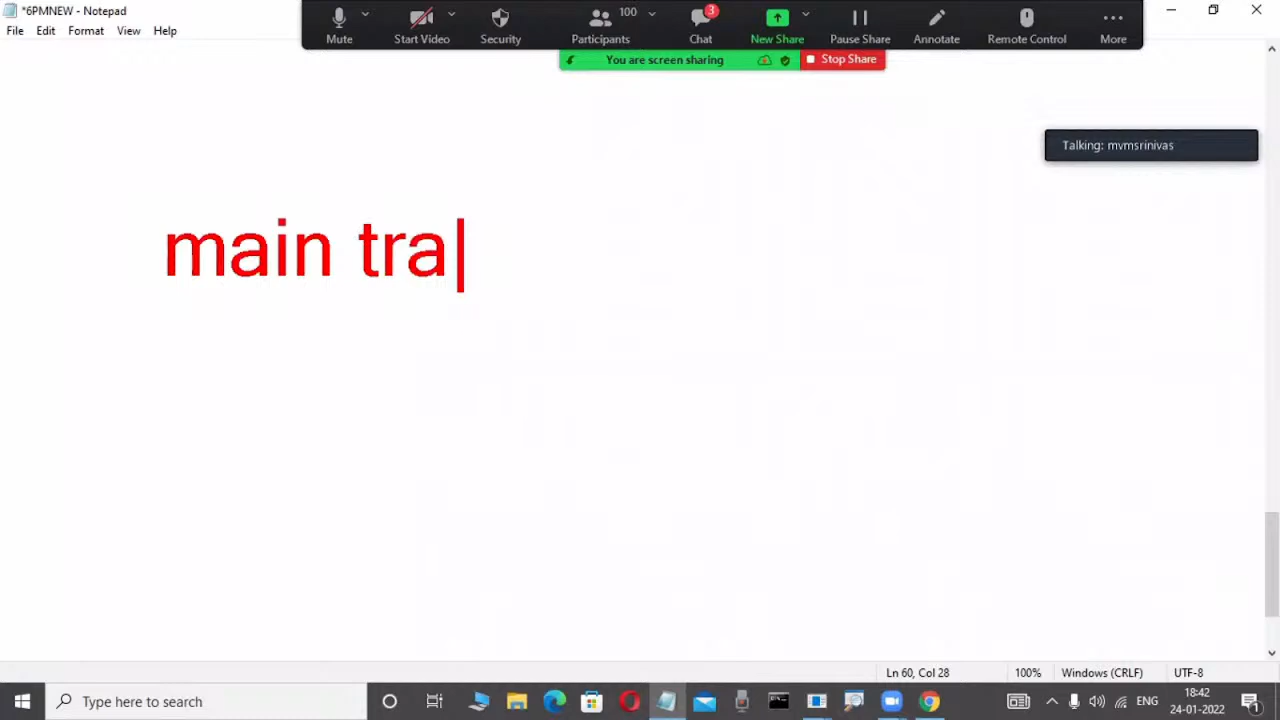 *6PMNEW - Notepad
File Edit Format View Help
Mute Start Video Security Participants 100 Chat 3 New Share Pause Share Annotate Remote Control More
You are screen sharing Stop Share
Talking: mvmsrinivas
main tra
Ln 60, Col 28 100% Windows (CRLF) UTF-8
Type here to search
ENG
18:42
24-01-2022
1